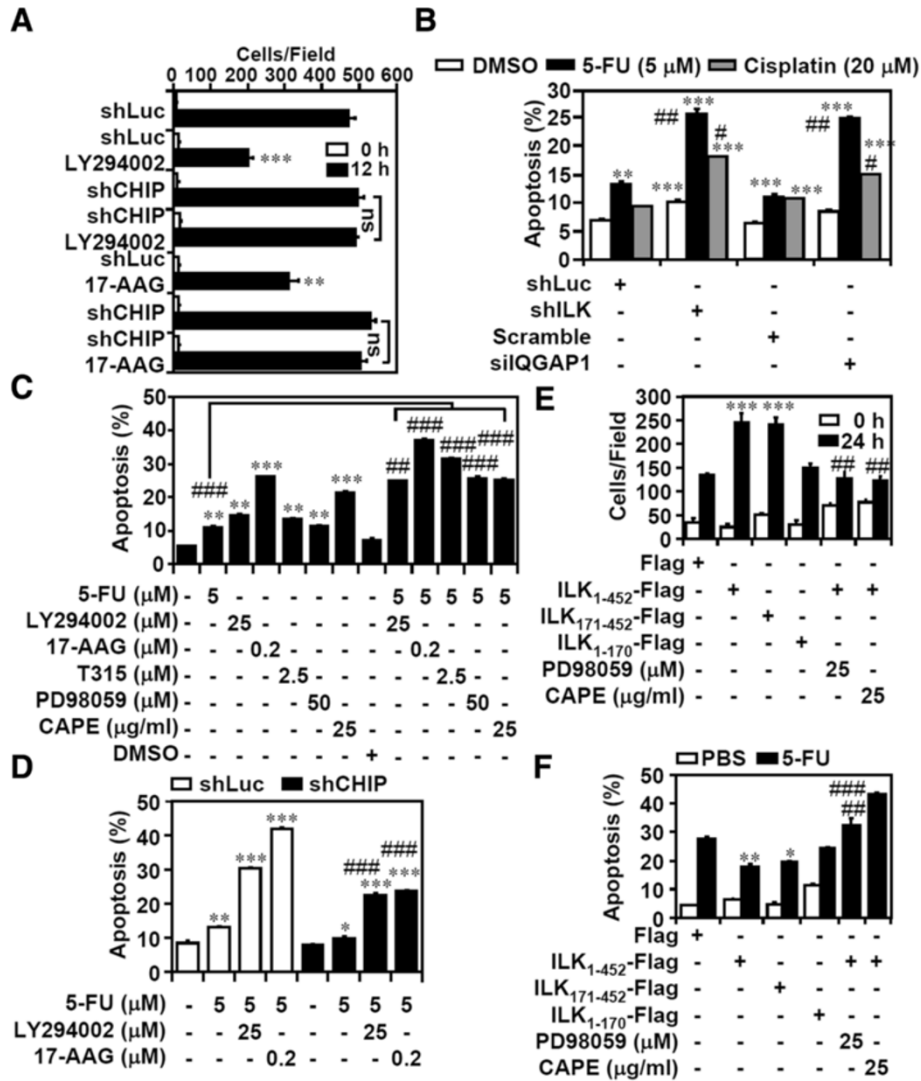 A
Cells/Field
0 100 200 300 400 500 600
shLuc
shLuc
LY294002
***
0 h
12 h
shCHIP
shCHIP
LY294002
ns
shLuc
17-AAG
**
shCHIP
shCHIP
17-AAG
ns
B
DMSO 5-FU (5 μM) Cisplatin (20 μM)
Apoptosis (%)
30
25
20
15
10
5
0
**
*** ## *** # ***
*** ***
## *** *** #
shLuc + - - -
shILK - + - -
Scramble - - + -
siIQGAP1 - - - +
C
Apoptosis (%)
50
40
30
20
10
0
###
** ** *** ** ** ***
## ### ### ### ###
5-FU (μM) - 5 - - - - - - 5 5 5 5 5
LY294002 (μM) - - 25 - - - - - 25 - - - -
17-AAG (μM) - - - 0.2 - - - - - 0.2 - - -
T315 (μM) - - - - 2.5 - - - - - 2.5 - -
PD98059 (μM) - - - - - 50 - - - - - 50 -
CAPE (μg/ml) - - - - - - 25 - - - - - 25
DMSO - - - - - - - + - - - - -
E
Cells/Field
300
250
200
150
100
50
0
*** ***
0 h
24 h
## ##
Flag + - - - - -
ILK1-452-Flag - + - - + +
ILK171-452-Flag - - + - - -
ILK1-170-Flag - - - + - -
PD98059 (μM) - - - - 25 -
CAPE (μg/ml) - - - - - 25
D
shLuc shCHIP
Apoptosis (%)
50
40
30
20
10
0
** *** ***
* ### *** ### ***
5-FU (μM) - 5 5 5 - 5 5 5
LY294002 (μM) - - 25 - - - 25 -
17-AAG (μM) - - - 0.2 - - - 0.2
F
PBS 5-FU
Apoptosis (%)
50
40
30
20
10
0
** *
###
##
Flag + - - - - -
ILK1-452-Flag - + - - + +
ILK171-452-Flag - - + - - -
ILK1-170-Flag - - - + - -
PD98059 (μM) - - - - 25 -
CAPE (μg/ml) - - - - - 25